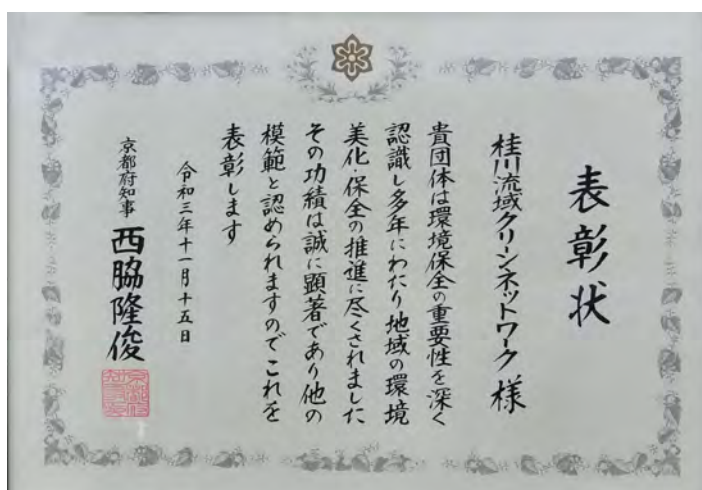 表彰状
桂川流域クリーンネットワーク 様
貴団体は環境保全の重要性を深く
認識し多年にわたり地域の環境
美化・保全の推進に尽くされました
その功績は誠に顕著であり他の
模範と認められますのでこれを
表彰します
令和三年十一月十五日
京都府知事 西脇隆俊